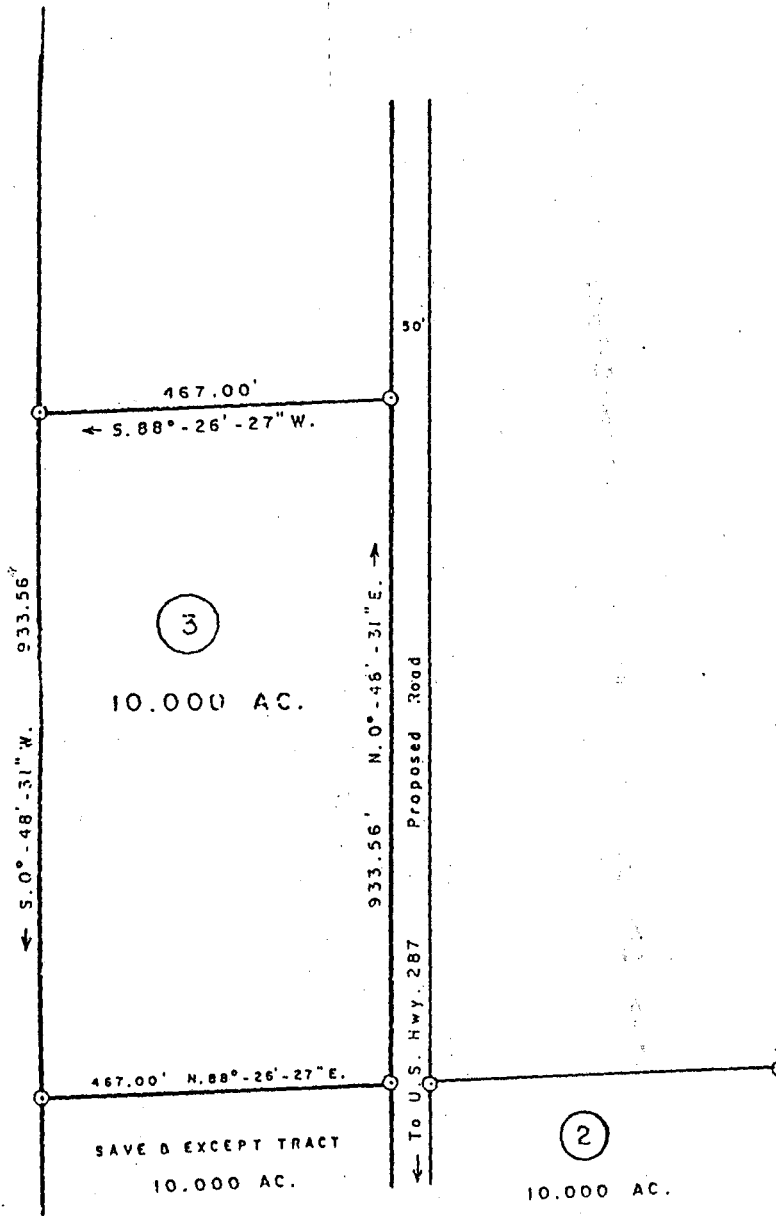 50'
467.00'
← S.88°-26'-27" W.
933.56'
S.0°-48'-31" W.
3
10.000 AC.
N.0°-48'-31" E. →
933.56'
Proposed Road
← To U.S. Hwy. 287
467.00' N.88°-26'-27" E.
SAVE & EXCEPT TRACT
10.000 AC.
2
10.000 AC.